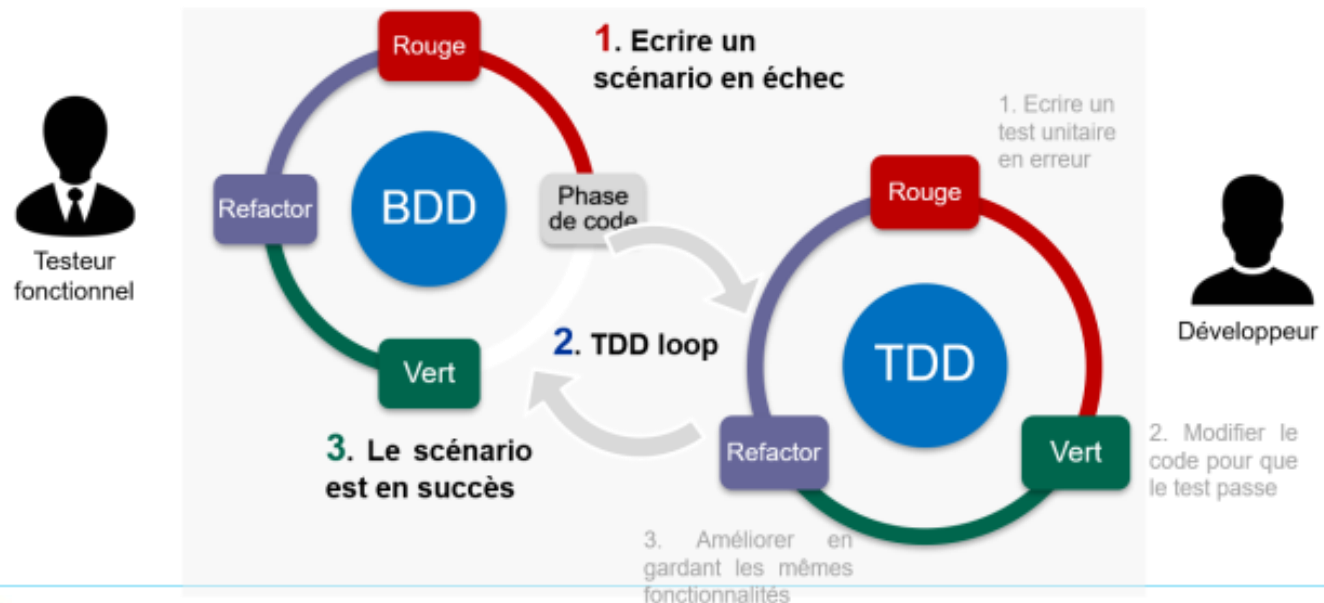 Rouge
1. Ecrire un
scénario en échec
Testeur
fonctionnel
Refactor
BDD
Phase
de code
Vert
2. TDD loop
3. Le scénario
est en succès
1. Ecrire un
test unitaire
en erreur
Rouge
TDD
Développeur
Refactor
Vert
2. Modifier le
code pour que
le test passe
3. Améliorer en
gardant les mêmes
fonctionnalités